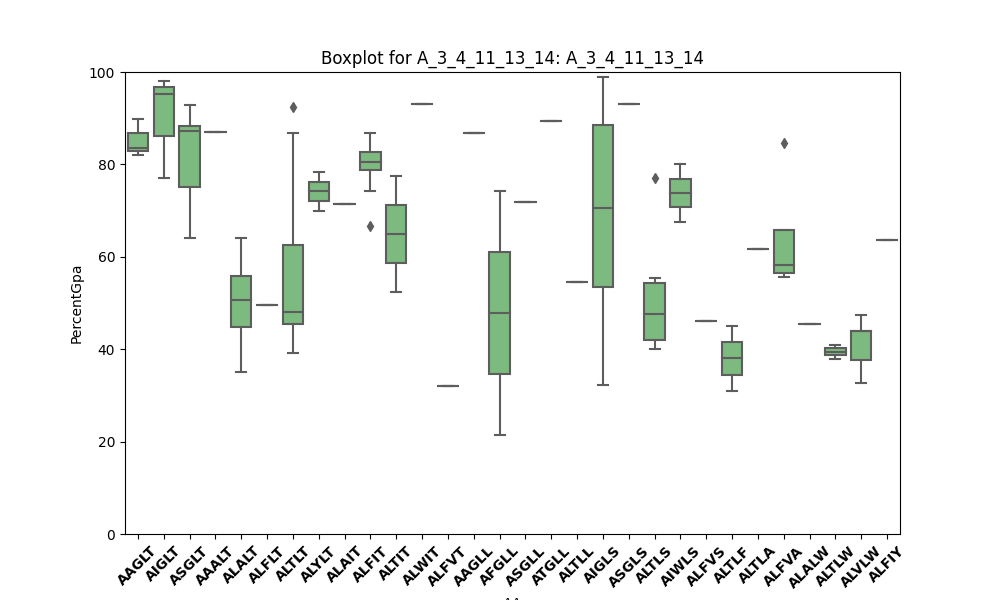 Boxplot for A_3_4_11_13_14: A_3_4_11_13_14
100
80
60
40
20
0
PercentGpa
AAGLT AIGLT ASGLT AAALT ALALT ALFLT ALTLT ALYLT ALAIT ALFIT ALTIT ALWIT ALFVT AAGLL AFGLL ASGLL ATGLL ALTLL AIGLS ASGLS ALTLS AIWLS ALFVS ALTLF ALTLA ALFVA ALALW ALTLW ALVLW ALFIY